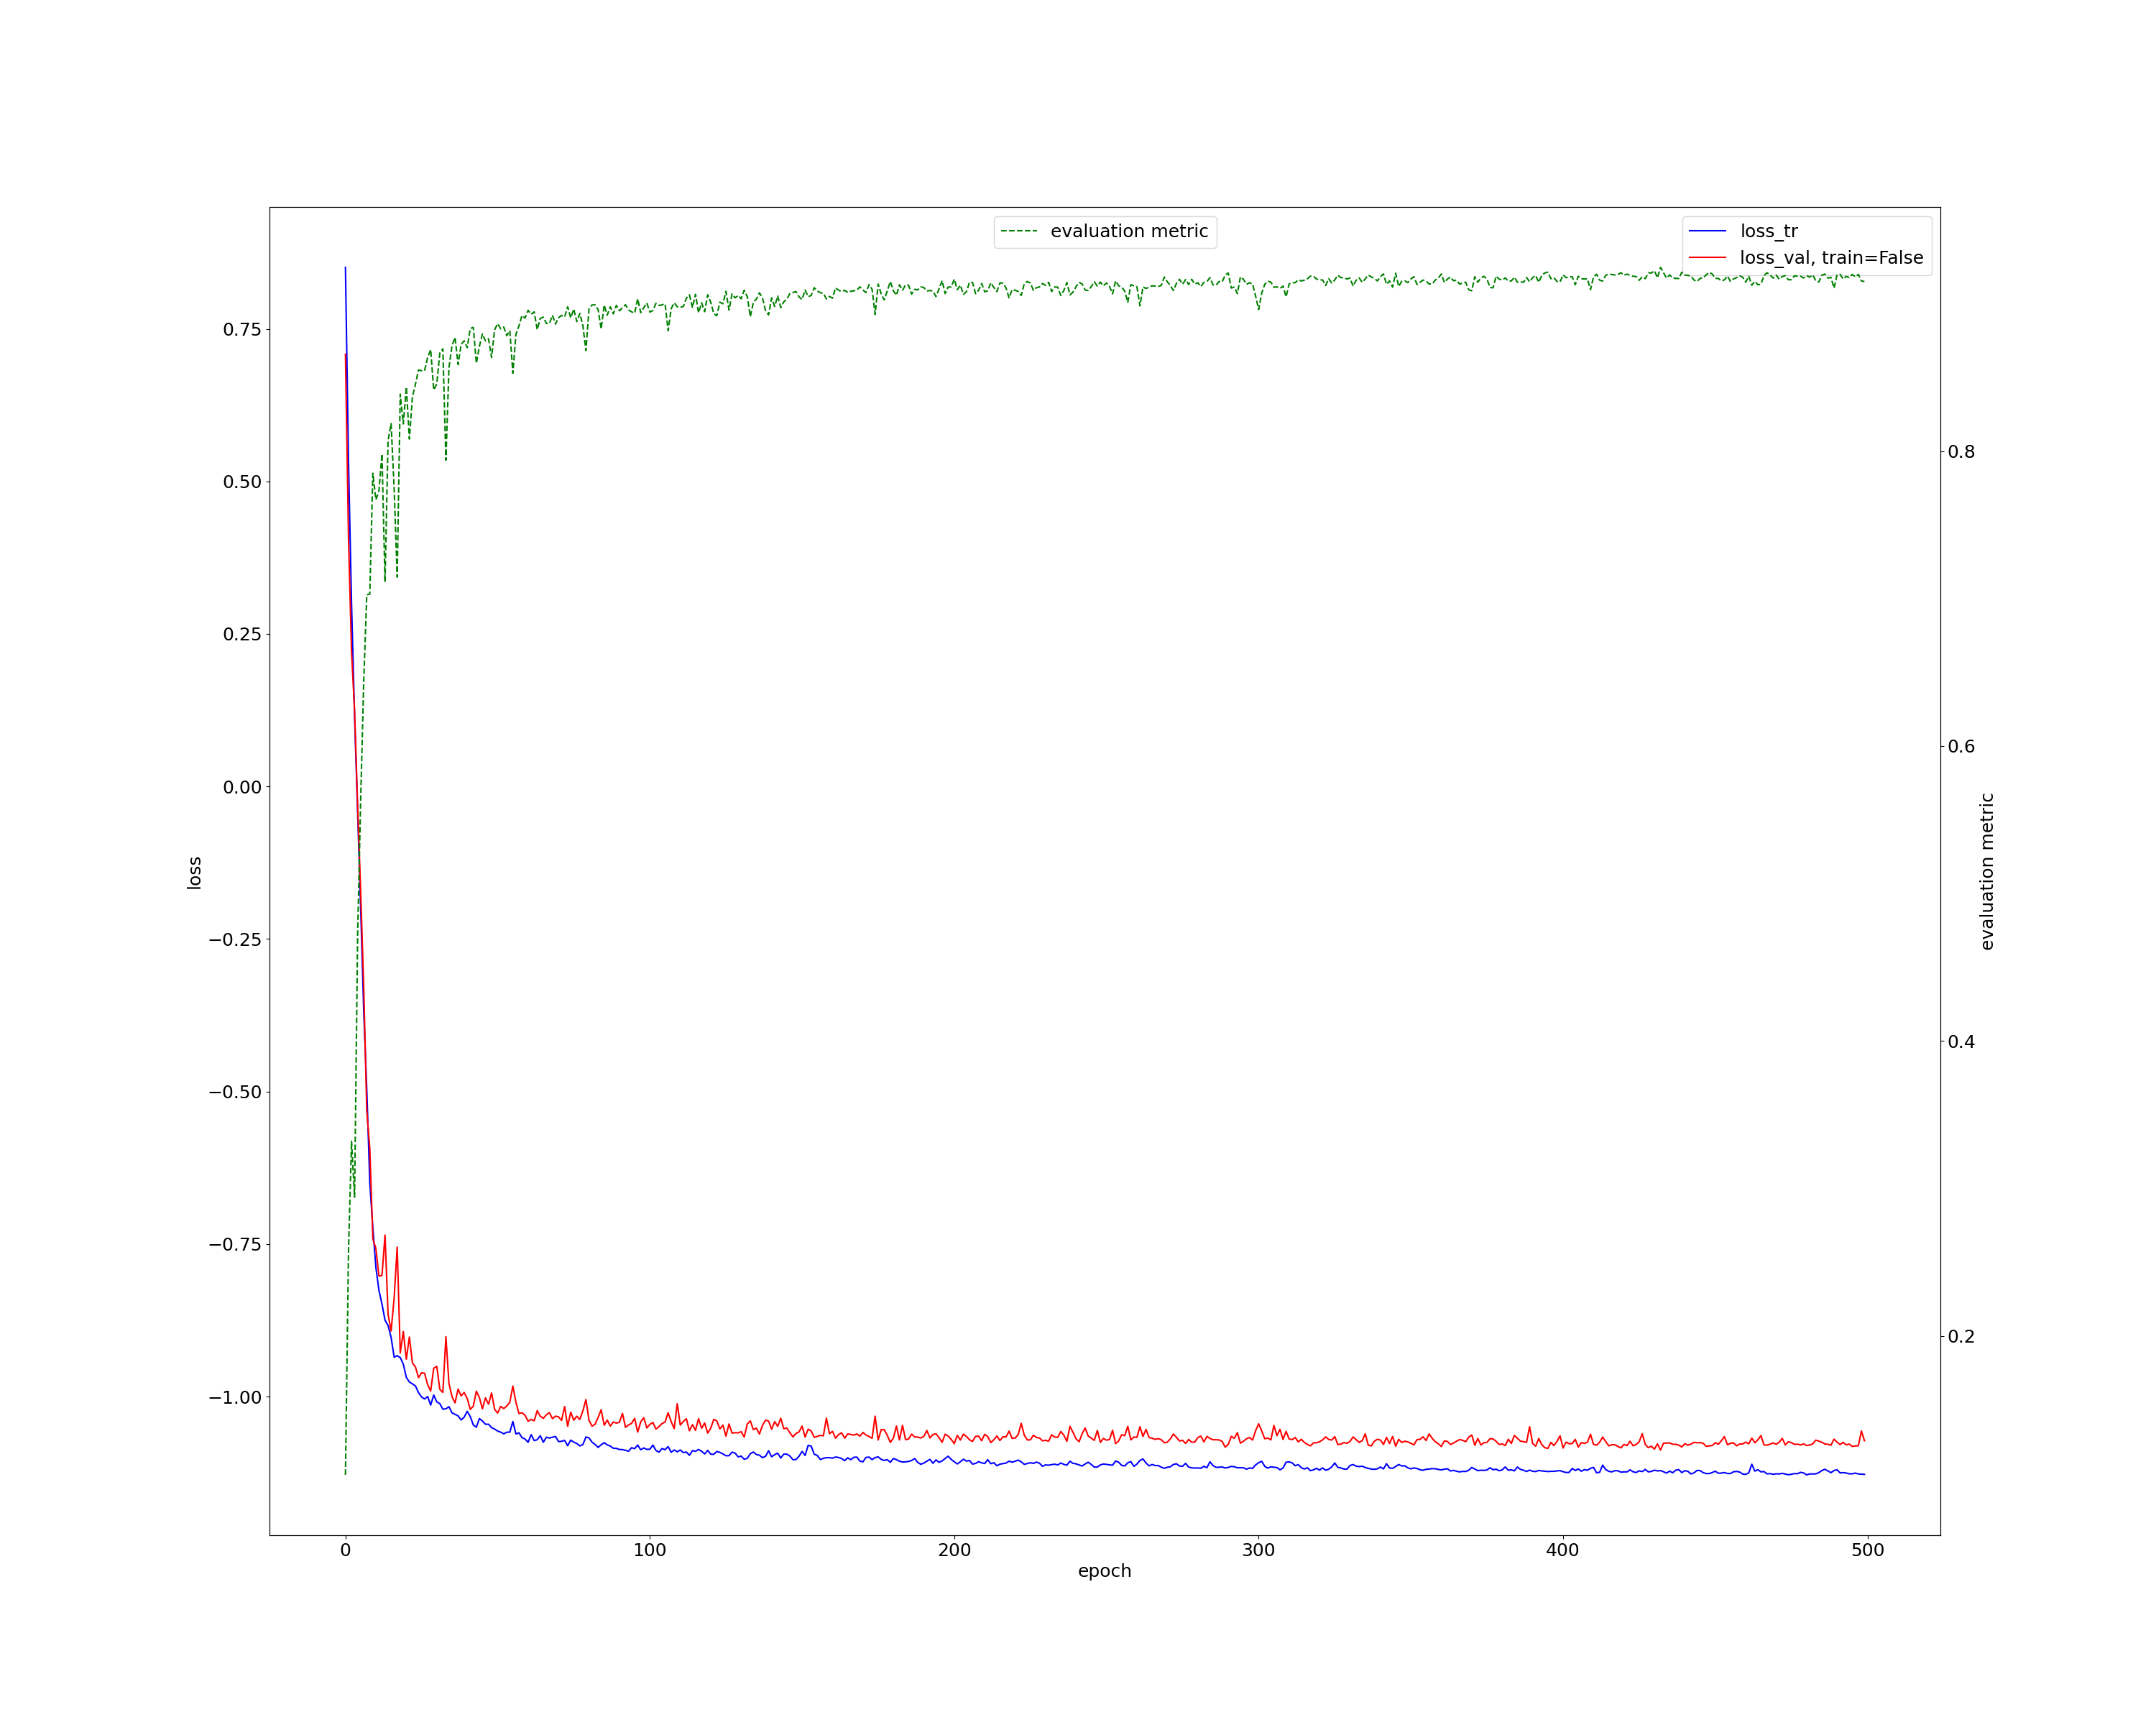 evaluation metric
loss_tr
loss_val, train=False
0.75
0.50
0.25
0.00
−0.25
−0.50
−0.75
−1.00
loss
0.8
0.6
0.4
0.2
evaluation metric
0 100 200 300 400 500
epoch